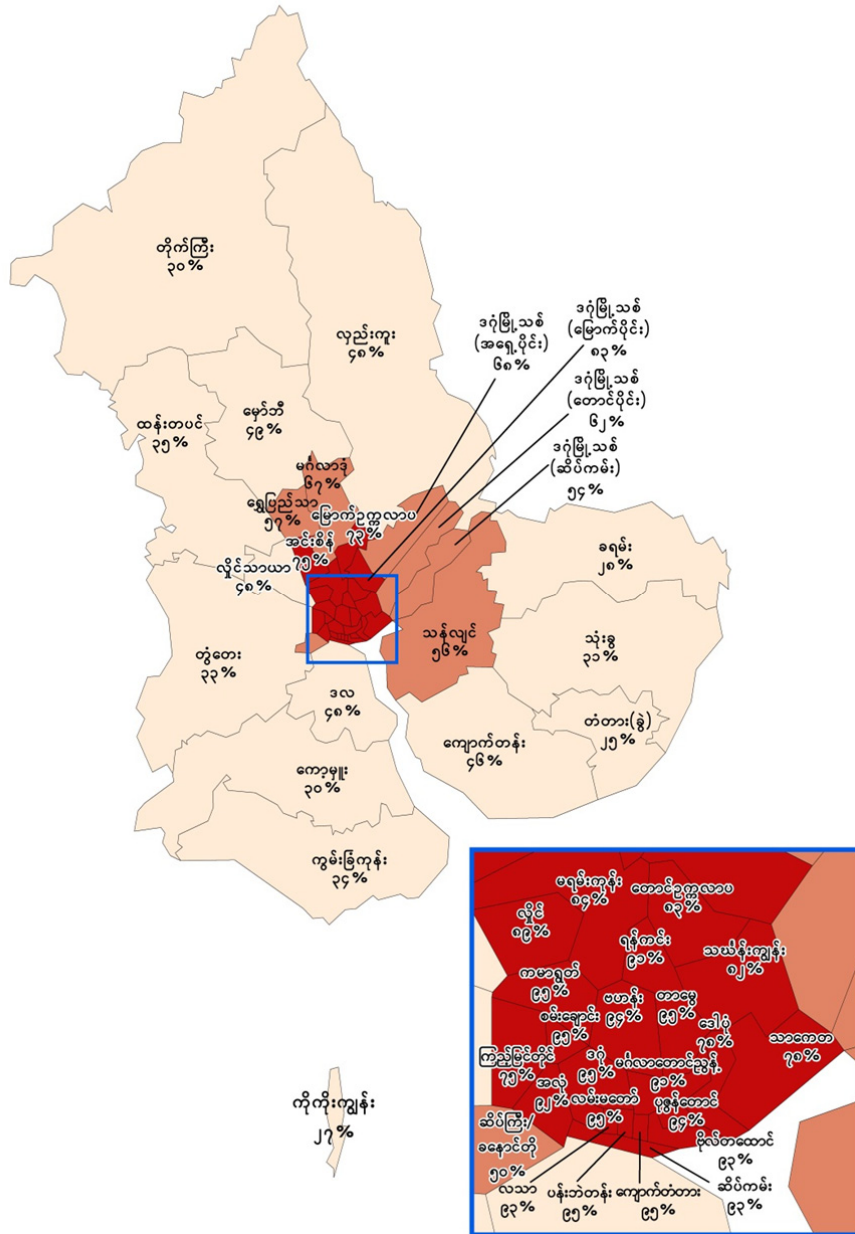 တိုက်ကြီး
၃၀%
လှည်းကူး
၄၈%
ဒဂုံမြို့သစ်
(အရှေ့ပိုင်း)
၆၈%
ဒဂုံမြို့သစ်
(မြောက်ပိုင်း)
၈၃%
ဒဂုံမြို့သစ်
(တောင်ပိုင်း)
၆၂%
ဒဂုံမြို့သစ်
(ဆိပ်ကမ်း)
၅၄%
မှော်ဘီ
၄၉%
ထန်းတပင်
၃၅%
မင်္ဂလာဒုံ
၆၇%
ရွှေပြည်သာ
၅၇%
မြောက်ဥက္ကလာပ
၇၃%
အင်းစိန်
၇၅%
လှိုင်သာယာ
၄၈%
ခရမ်း
၂၈%
သန်လျင်
၅၆%
သုံးခွ
၃၁%
တွံတေး
၃၃%
ဒလ
၄၈%
တံတား(ခွဲ)
၂၅%
ကျောက်တန်း
၄၆%
ကော့မှူး
၃၀%
ကွမ်းခြံကုန်း
၃၄%
ကိုကိုးကျွန်း
၂၇%
မရမ်းကုန်း
၈၄%
တောင်ဥက္ကလာပ
၈၃%
လှိုင်
၈၉%
ရန်ကင်း
၉၁%
သင်္ဃန်းကျွန်း
၈၂%
ကမာရွတ်
၉၅%
ဗဟန်း
၉၄%
တာမွေ
၉၅%
စမ်းချောင်း
၉၅%
ဒေါပုံ
၇၈%
သာကေတ
၇၈%
ကြည့်မြင်တိုင်
၇၅%
ဒဂုံ
၉၅%
မင်္ဂလာတောင်ညွန့်
၉၁%
အလုံ
၉၂%
လမ်းမတော်
၉၅%
ပုဇွန်တောင်
၉၄%
ဆိပ်ကြီး/
ခနောင်တို
၅၀%
ဗိုလ်တထောင်
၉၃%
လသာ
၉၃%
ပန်းဘဲတန်း
၉၅%
ကျောက်တံတား
၉၅%
ဆိပ်ကမ်း
၉၃%